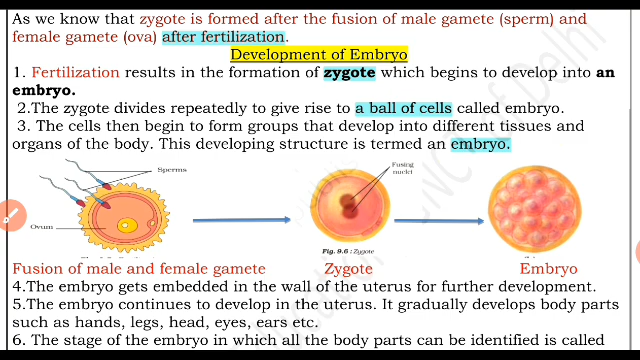 As we know that zygote is formed after the fusion of male gamete (sperm) and
female gamete (ova) after fertilization.
Development of Embryo
1. Fertilization results in the formation of zygote which begins to develop into an
embryo.
2.The zygote divides repeatedly to give rise to a ball of cells called embryo.
3. The cells then begin to form groups that develop into different tissues and
organs of the body. This developing structure is termed an embryo.
Sperms
Ovum
Fusing
nuclei
Fig. 9.6 : Zygote
Fusion of male and female gamete Zygote Embryo
4.The embryo gets embedded in the wall of the uterus for further development.
5.The embryo continues to develop in the uterus. It gradually develops body parts
such as hands, legs, head, eyes, ears etc.
6. The stage of the embryo in which all the body parts can be identified is called